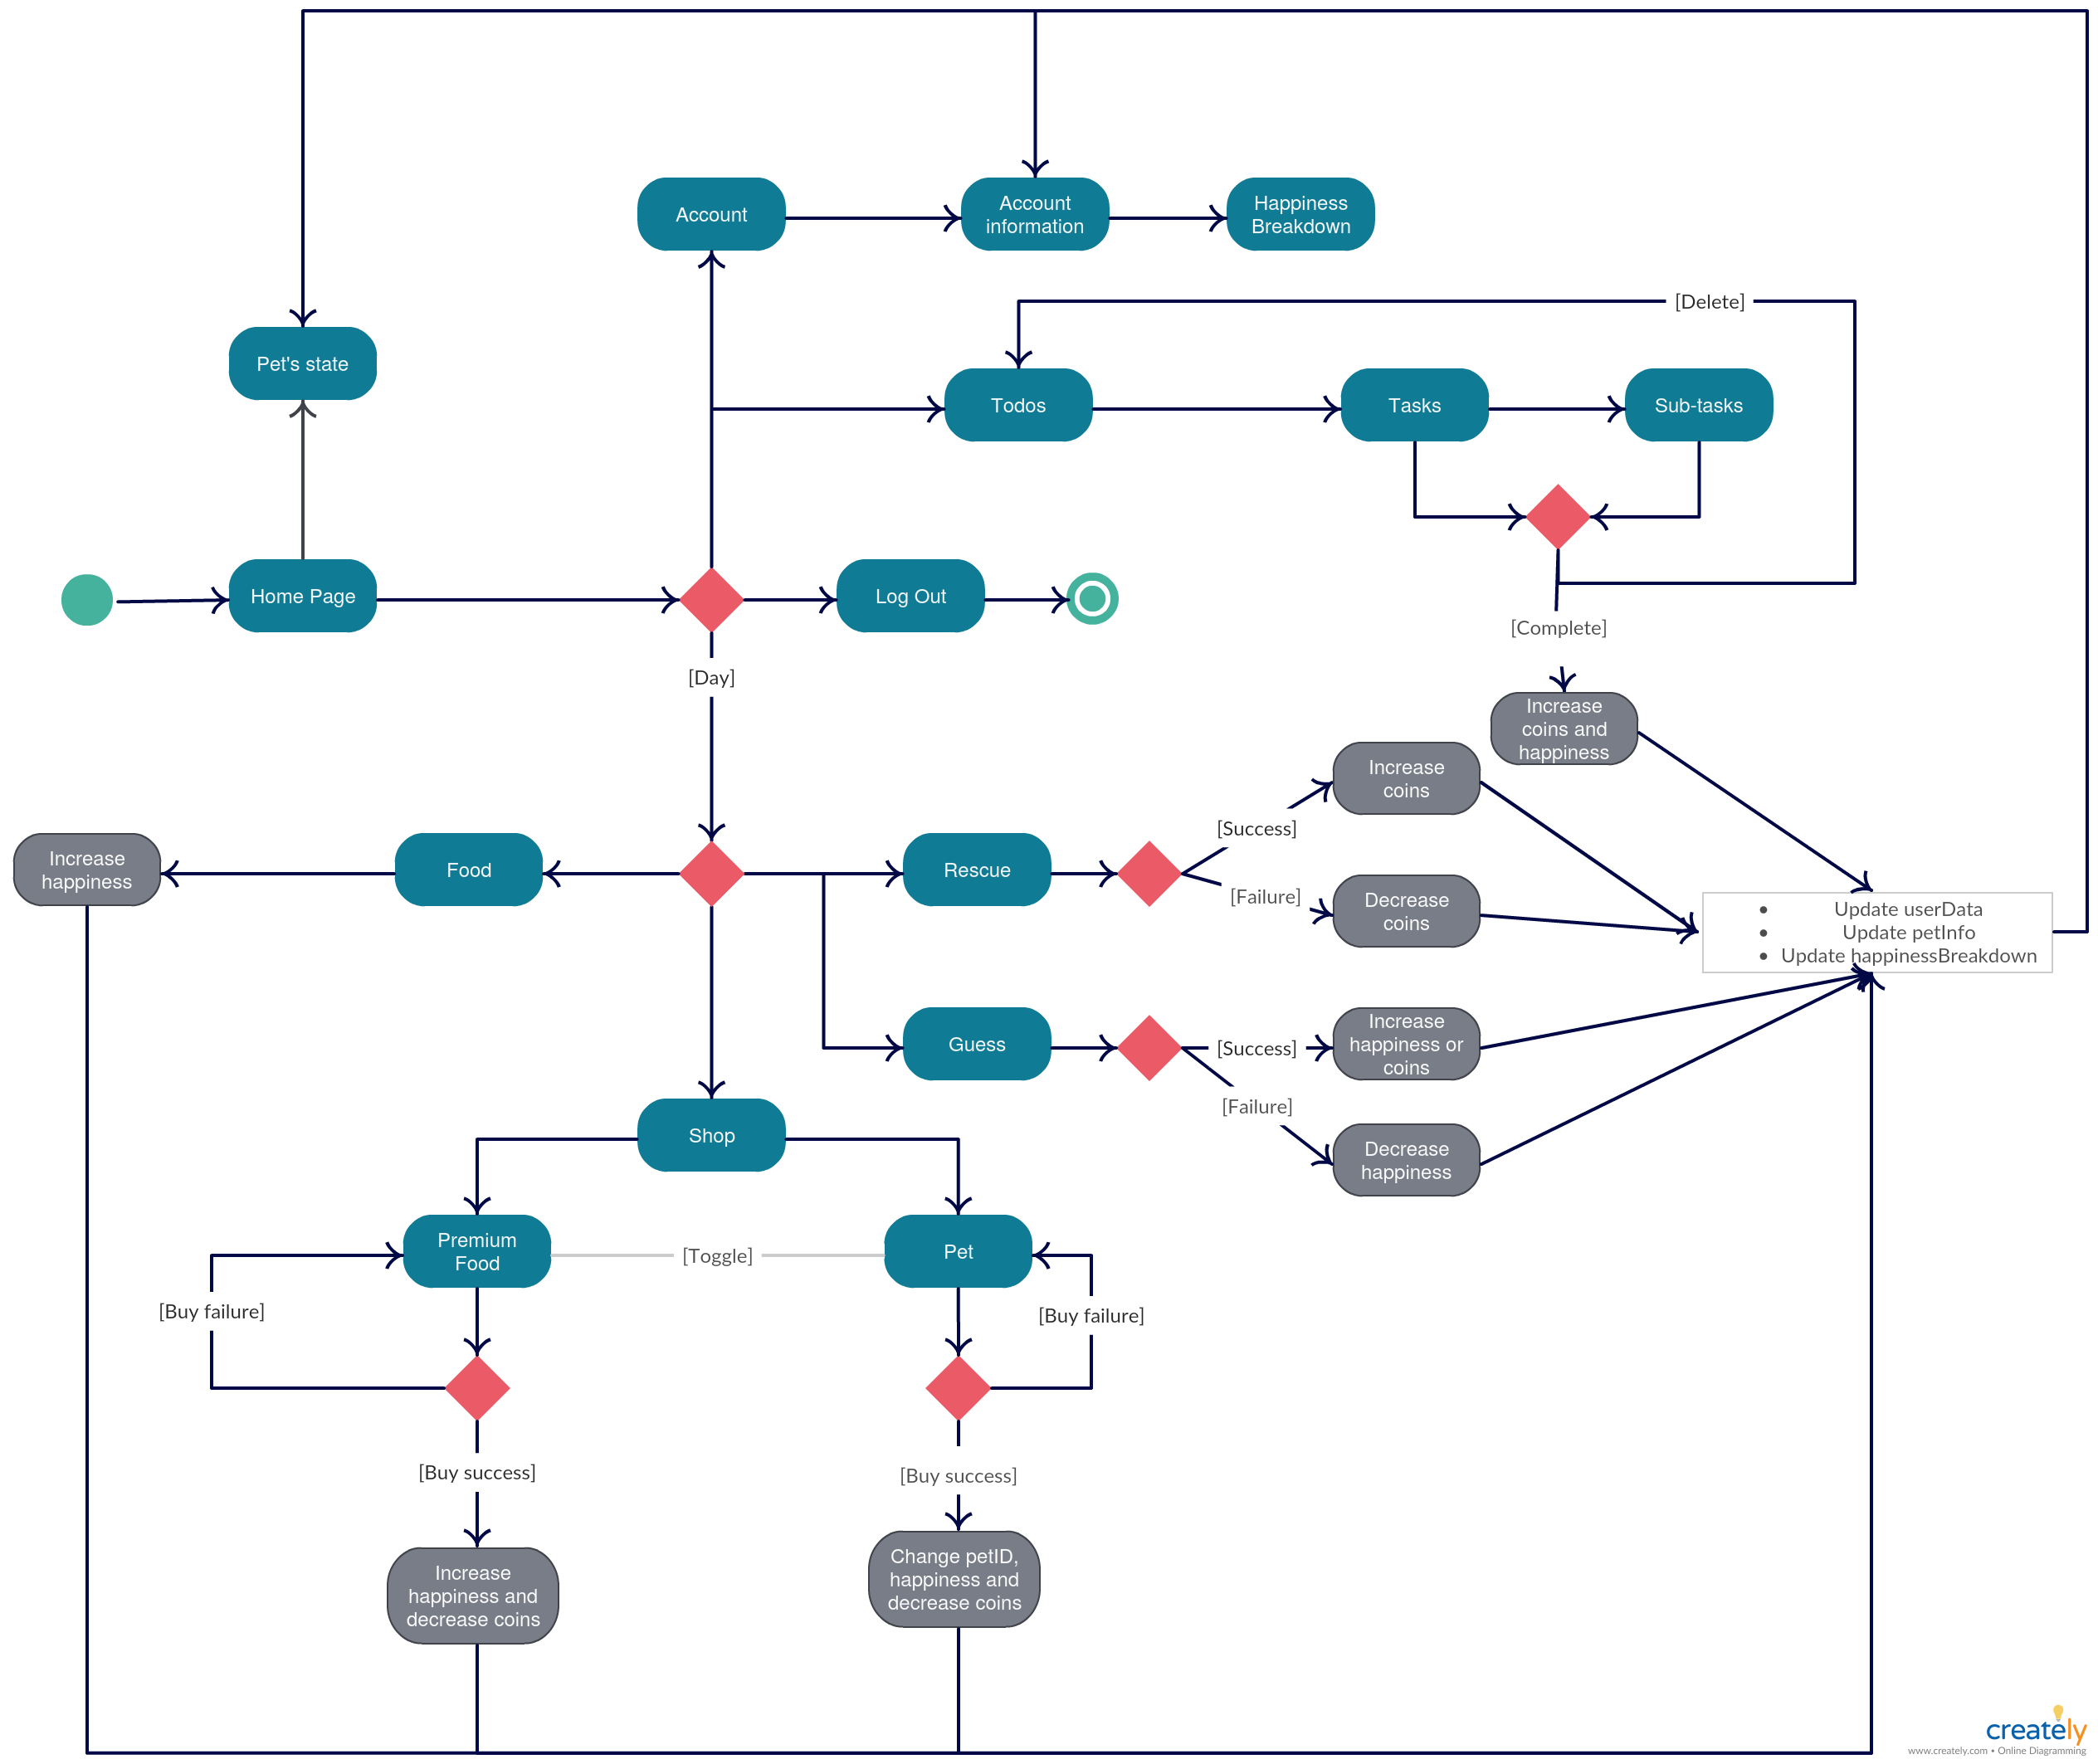 Account
Account
information
Happiness
Breakdown
[Delete]
Pet's state
Todos
Tasks
Sub-tasks
Home Page
Log Out
[Complete]
[Day]
Increase
coins and
happiness
Increase
coins
[Success]
Increase
happiness
Food
Rescue
[Failure]
Decrease
coins
• Update userData
• Update petInfo
• Update happinessBreakdown
Guess
[Success]
Increase
happiness or
coins
[Failure]
Shop
Decrease
happiness
Premium
Food
[Toggle]
Pet
[Buy failure]
[Buy failure]
[Buy success]
[Buy success]
Increase
happiness and
decrease coins
Change petID,
happiness and
decrease coins
creately
www.creately.com • Online Diagramming